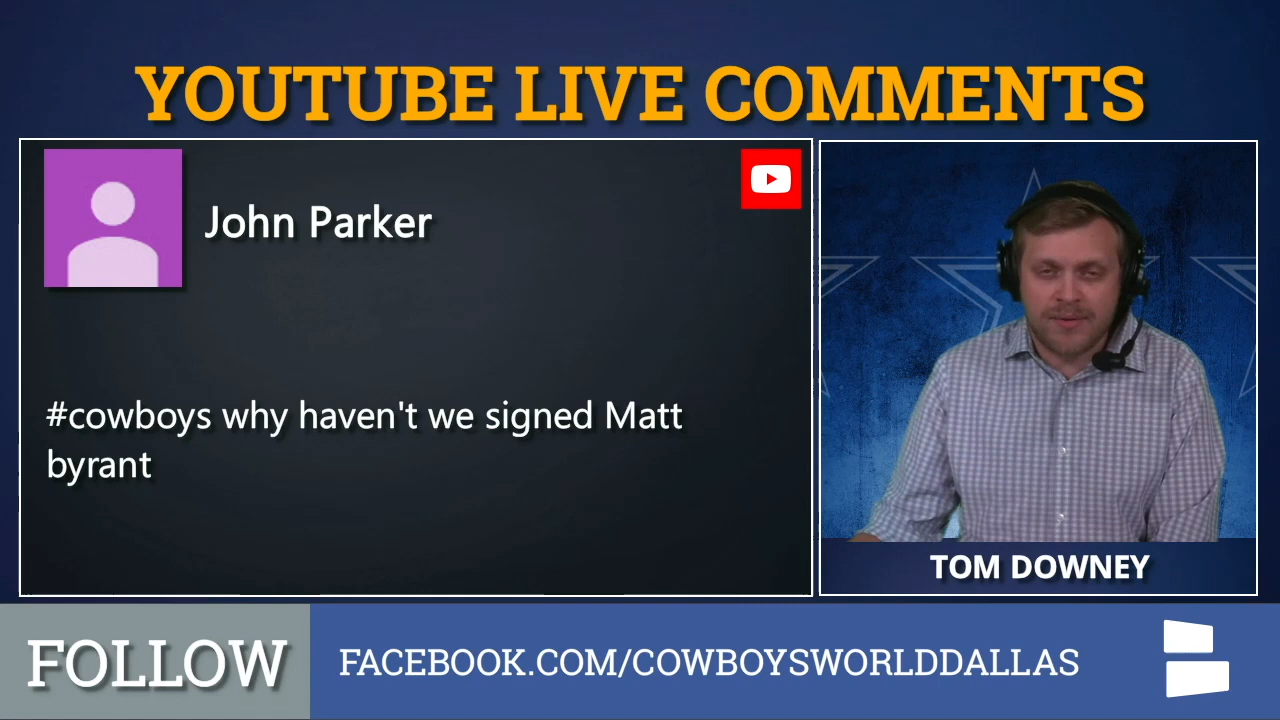 YOUTUBE LIVE COMMENTS
John Parker
#cowboys why haven't we signed Matt
byrant
TOM DOWNEY
FOLLOW
FACEBOOK.COM/COWBOYSWORLDDALLAS